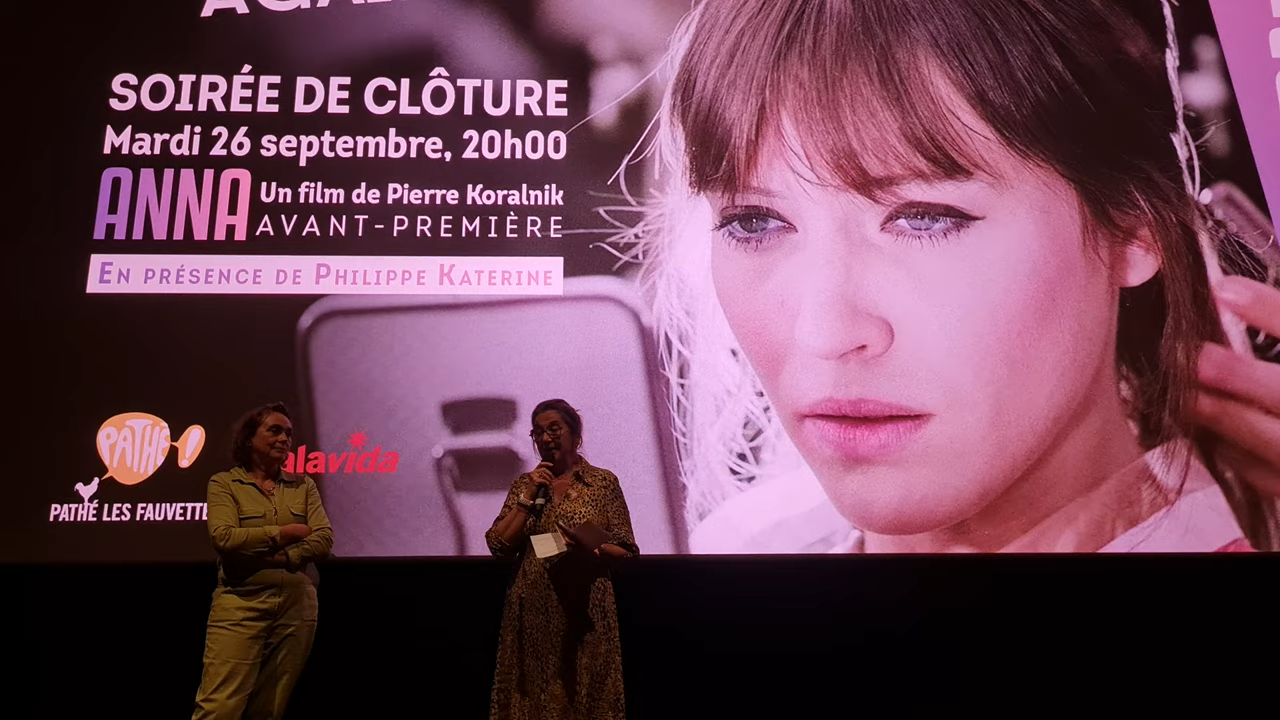 SOIRÉE DE CLÔTURE
Mardi 26 septembre, 20h00
ANNA Un film de Pierre Koralnik
AVANT-PREMIÈRE
EN PRÉSENCE DE PHILIPPE KATERINE
PATHÉ!
alavida
PATHÉ LES FAUVETTE